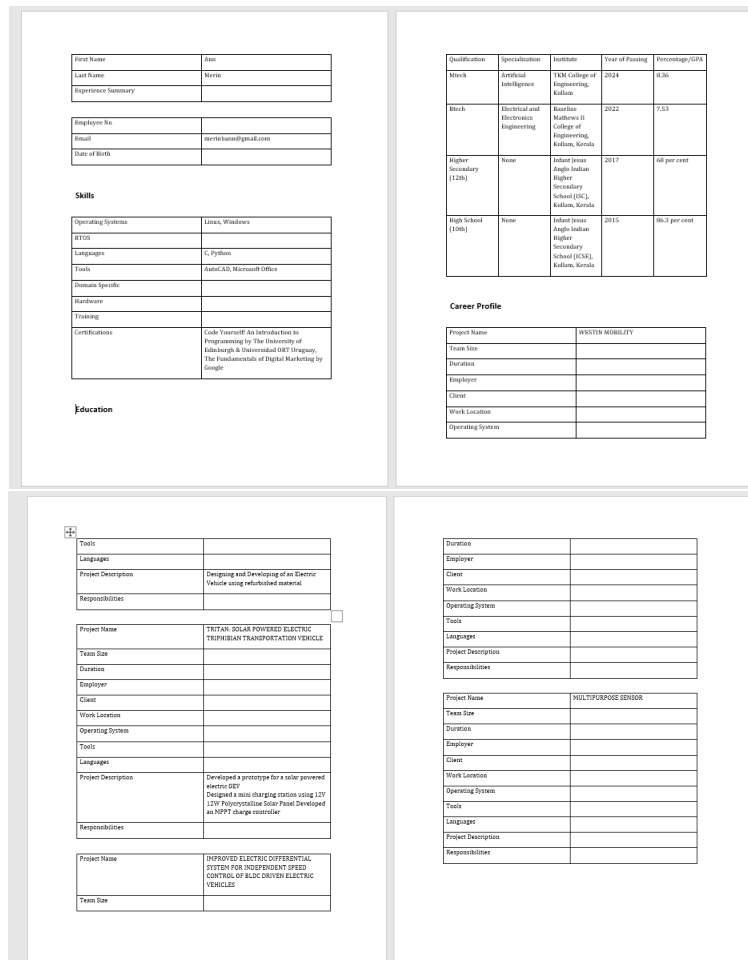 First Name Ann
Last Name Merin
Experience Summary
Employee No
Email merinbann@gmail.com
Date of Birth
Skills
Operating Systems Linux, Windows
RTOS
Languages C, Python
Tools AutoCAD, Microsoft Office
Domain Specific
Hardware
Training
Certifications Code Yourself! An Introduction to
Programming by The University of
Edinburgh & Universidad ORT Uruguay,
The Fundamentals of Digital Marketing by
Google
Education
Qualification Specialization Institute Year of Passing Percentage/GPA
Mtech Artificial TKM College of 2024 8.36
Intelligence Engineering,
Kollam
Btech Electrical and Baselios 2022 7.53
Electronics Mathews II
Engineering College of
Engineering,
Kollam, Kerala
Higher None Infant Jesus 2017 68 per cent
Secondary Anglo Indian
(12th) Higher
Secondary
School (ISC),
Kollam, Kerala
High School None Infant Jesus 2015 86.3 per cent
(10th) Anglo Indian
Higher
Secondary
School (ICSE),
Kollam, Kerala
Career Profile
Project Name WESTIN MOBILITY
Team Size
Duration
Employer
Client
Work Location
Operating System
Tools
Languages
Project Description Designing and Developing of an Electric
Vehicle using refurbished material
Responsibilities
Project Name TRITAN: SOLAR POWERED ELECTRIC
TRIPHIBIAN TRANSPORTATION VEHICLE
Team Size
Duration
Employer
Client
Work Location
Operating System
Tools
Languages
Project Description Developed a prototype for a solar powered
electric GEV
Designed a mini charging station using 12V
12W Polycrystalline Solar Panel Developed
an MPPT charge controller
Responsibilities
Project Name IMPROVED ELECTRIC DIFFERENTIAL
SYSTEM FOR INDEPENDENT SPEED
CONTROL OF BLDC DRIVEN ELECTRIC
VEHICLES
Team Size
Duration
Employer
Client
Work Location
Operating System
Tools
Languages
Project Description
Responsibilities
Project Name MULTIPURPOSE SENSOR
Team Size
Duration
Employer
Client
Work Location
Operating System
Tools
Languages
Project Description
Responsibilities